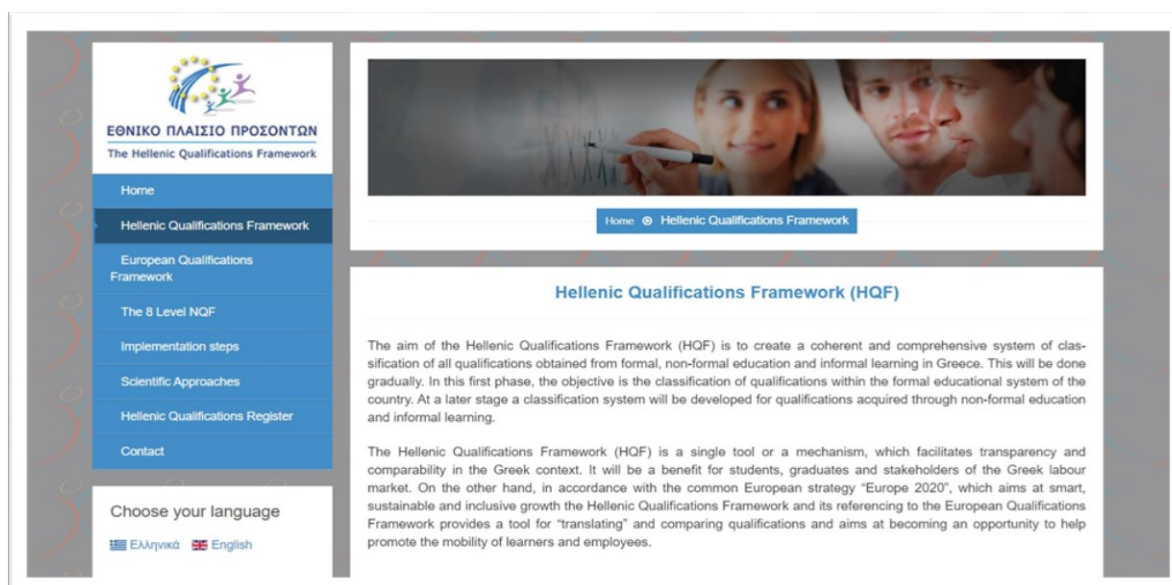 ΕΘΝΙΚΟ ΠΛΑΙΣΙΟ ΠΡΟΣΟΝΤΩΝ
The Hellenic Qualifications Framework
Home
Hellenic Qualifications Framework
European Qualifications
Framework
The 8 Level NQF
Implementation steps
Scientific Approaches
Hellenic Qualifications Register
Contact
Choose your language
Ελληνικά English
Home Hellenic Qualifications Framework
Hellenic Qualifications Framework (HQF)
The aim of the Hellenic Qualifications Framework (HQF) is to create a coherent and comprehensive system of clas-
sification of all qualifications obtained from formal, non-formal education and informal learning in Greece. This will be done
gradually. In this first phase, the objective is the classification of qualifications within the formal educational system of the
country. At a later stage a classification system will be developed for qualifications acquired through non-formal education
and informal learning.
The Hellenic Qualifications Framework (HQF) is a single tool or a mechanism, which facilitates transparency and
comparability in the Greek context. It will be a benefit for students, graduates and stakeholders of the Greek labour
market. On the other hand, in accordance with the common European strategy “Europe 2020”, which aims at smart,
sustainable and inclusive growth the Hellenic Qualifications Framework and its referencing to the European Qualifications
Framework provides a tool for “translating” and comparing qualifications and aims at becoming an opportunity to help
promote the mobility of learners and employees.